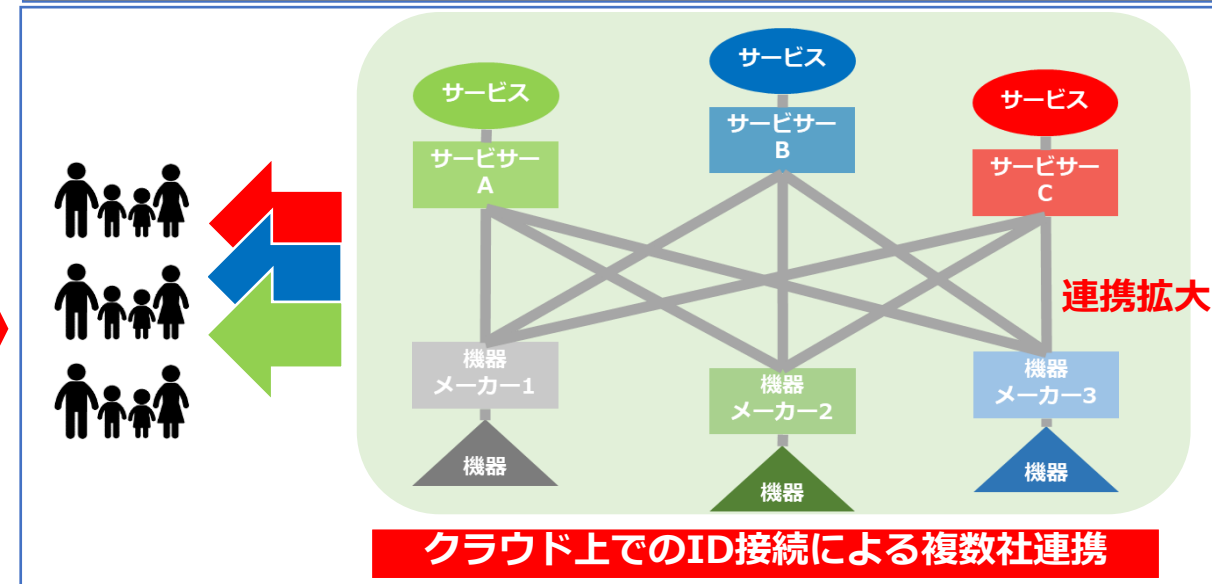 サービス
サービサー
A
サービス
サービサー
B
サービス
サービサー
C
連携拡大
機器
メーカー1
機器
機器
メーカー2
機器
機器
メーカー3
機器
クラウド上でのID接続による複数社連携